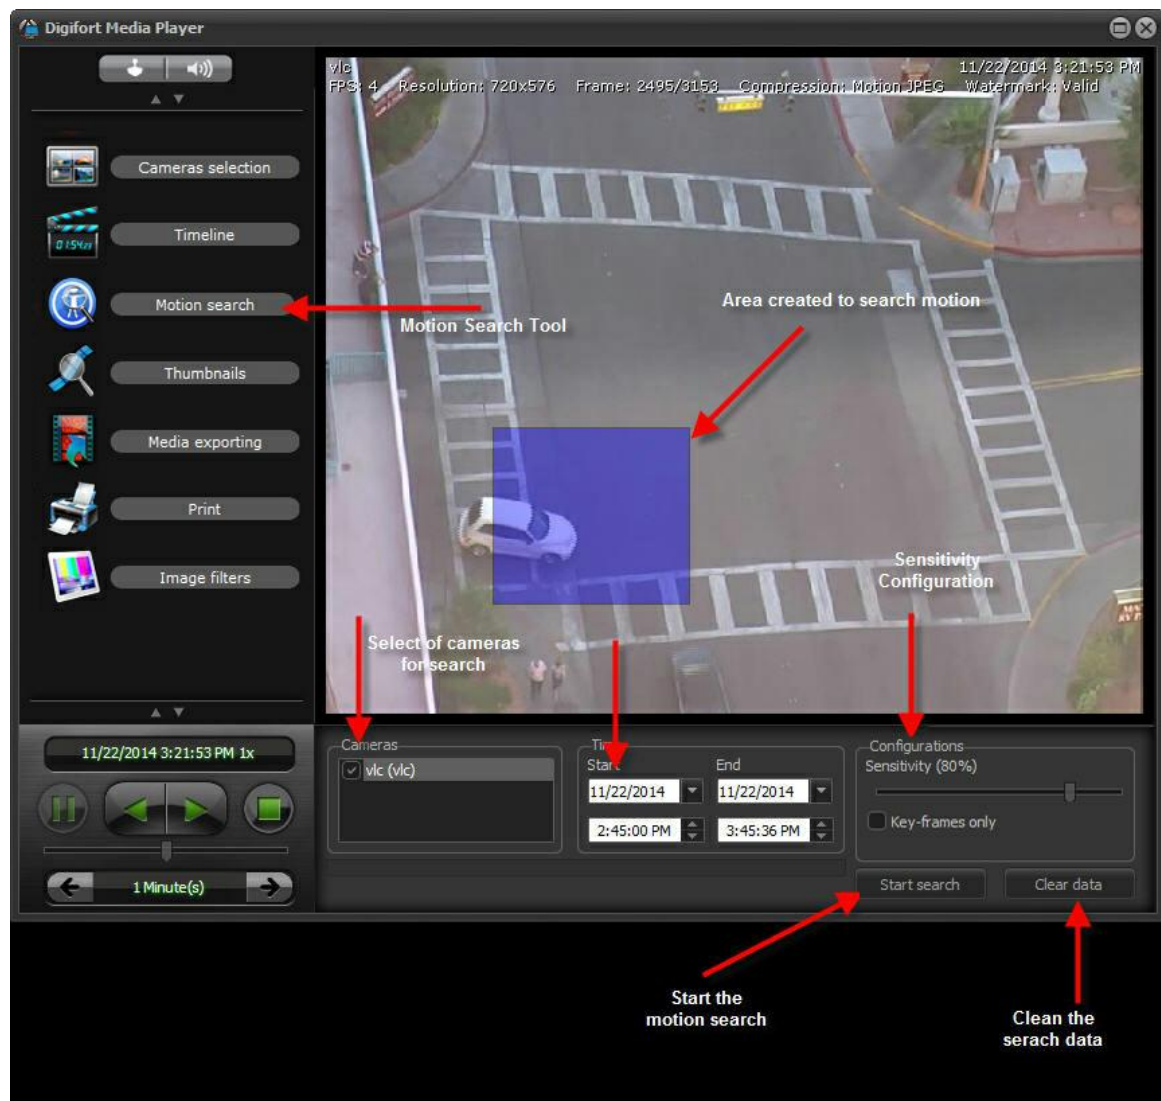 Digifort Media Player
vlc
11/22/2014 3:21:53 PM
FPS: 4 Resolution: 720x576 Frame: 2495/3153 Compression: Motion JPEG Watermark: Valid
Cameras selection
Timeline
01542
Motion search
Thumbnails
Media exporting
Print
Image filters
Motion Search Tool
Area created to search motion
Sensitivity
Configuration
Select of cameras
for search
11/22/2014 3:21:53 PM 1x
1 Minute(s)
Cameras
vlc (vlc)
Start
End
11/22/2014
11/22/2014
2:45:00 PM
3:45:36 PM
Configurations
Sensitivity (80%)
Key-frames only
Start search
Clear data
Start the
motion search
Clean the
serach data